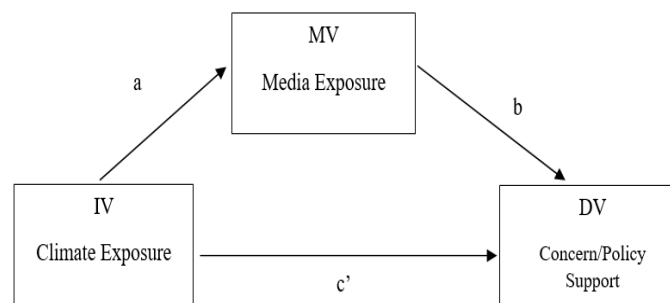 MV
Media Exposure
a
b
IV
Climate Exposure
DV
Concern/Policy
Support
c’